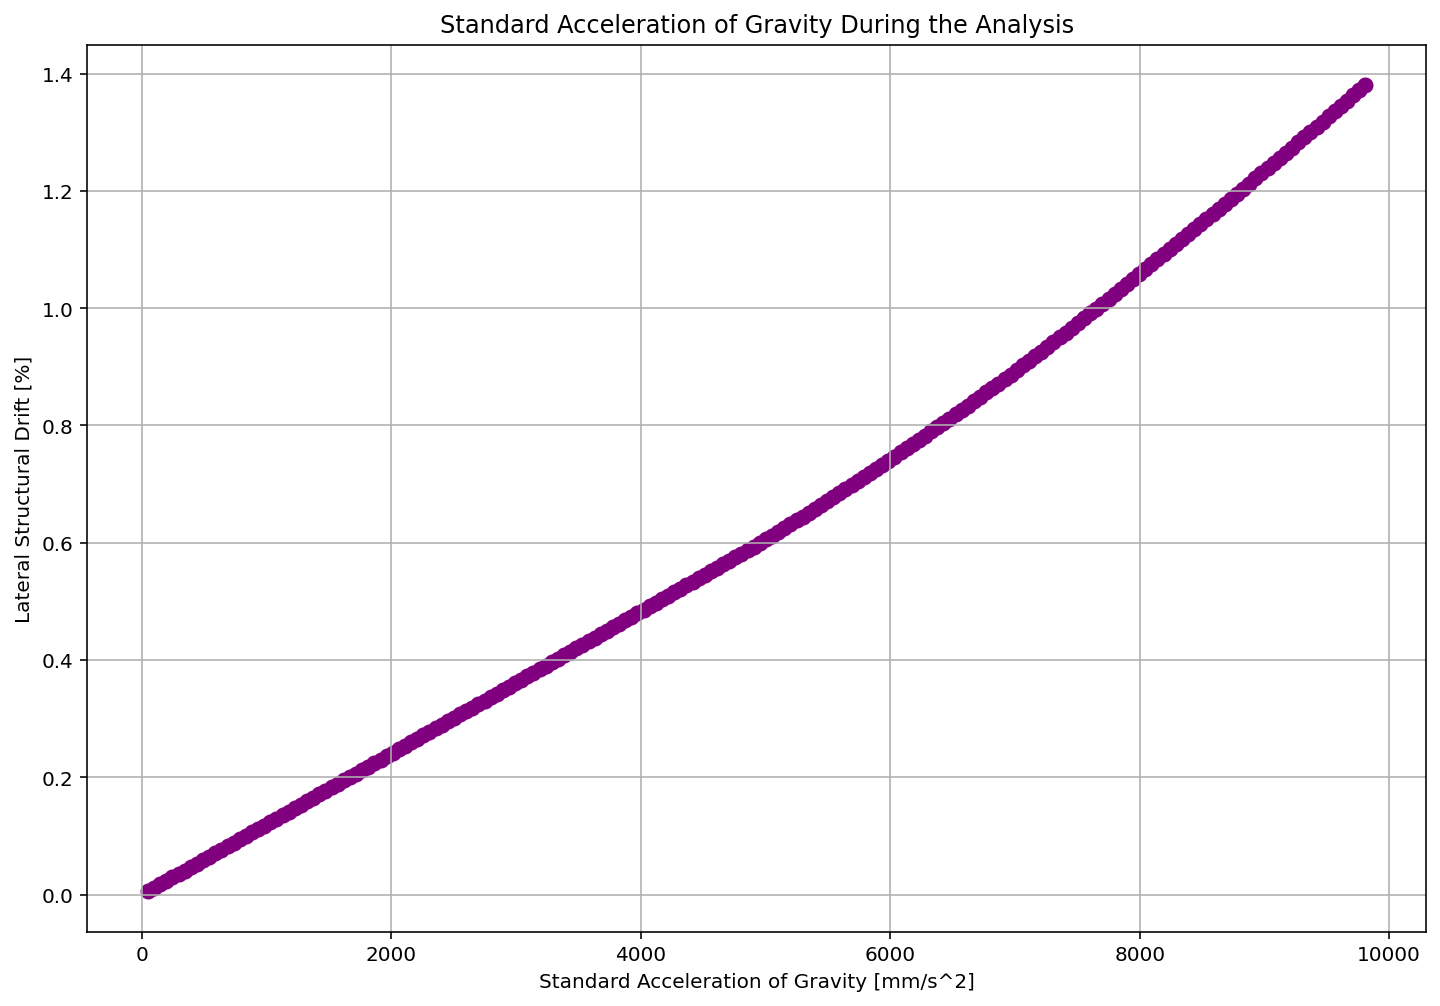 Standard Acceleration of Gravity During the Analysis
1.4
1.2
1.0
0.8
0.6
0.4
0.2
0.0
Lateral Structural Drift [%]
0 2000 4000 6000 8000 10000
Standard Acceleration of Gravity [mm/s^2]